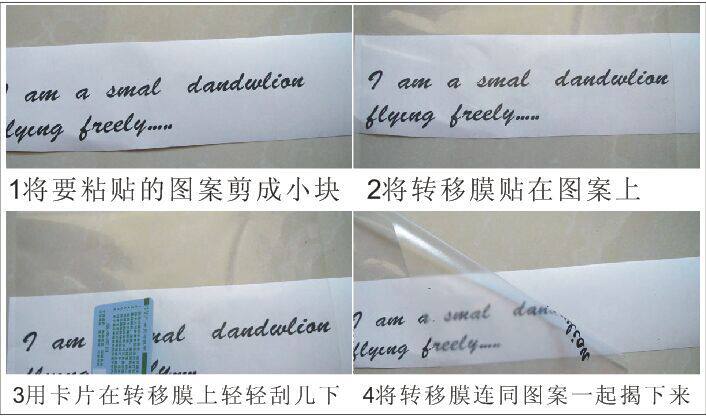 I am a smal dandwlion
flying freely.....
1将要粘贴的图案剪成小块
I am a smal dandwlion
flying freely.....
2将转移膜贴在图案上
I am
mal dandwlion
3用卡片在转移膜上轻轻刮几下
I am a smal dand
flying freely.....
4将转移膜连同图案一起揭下来